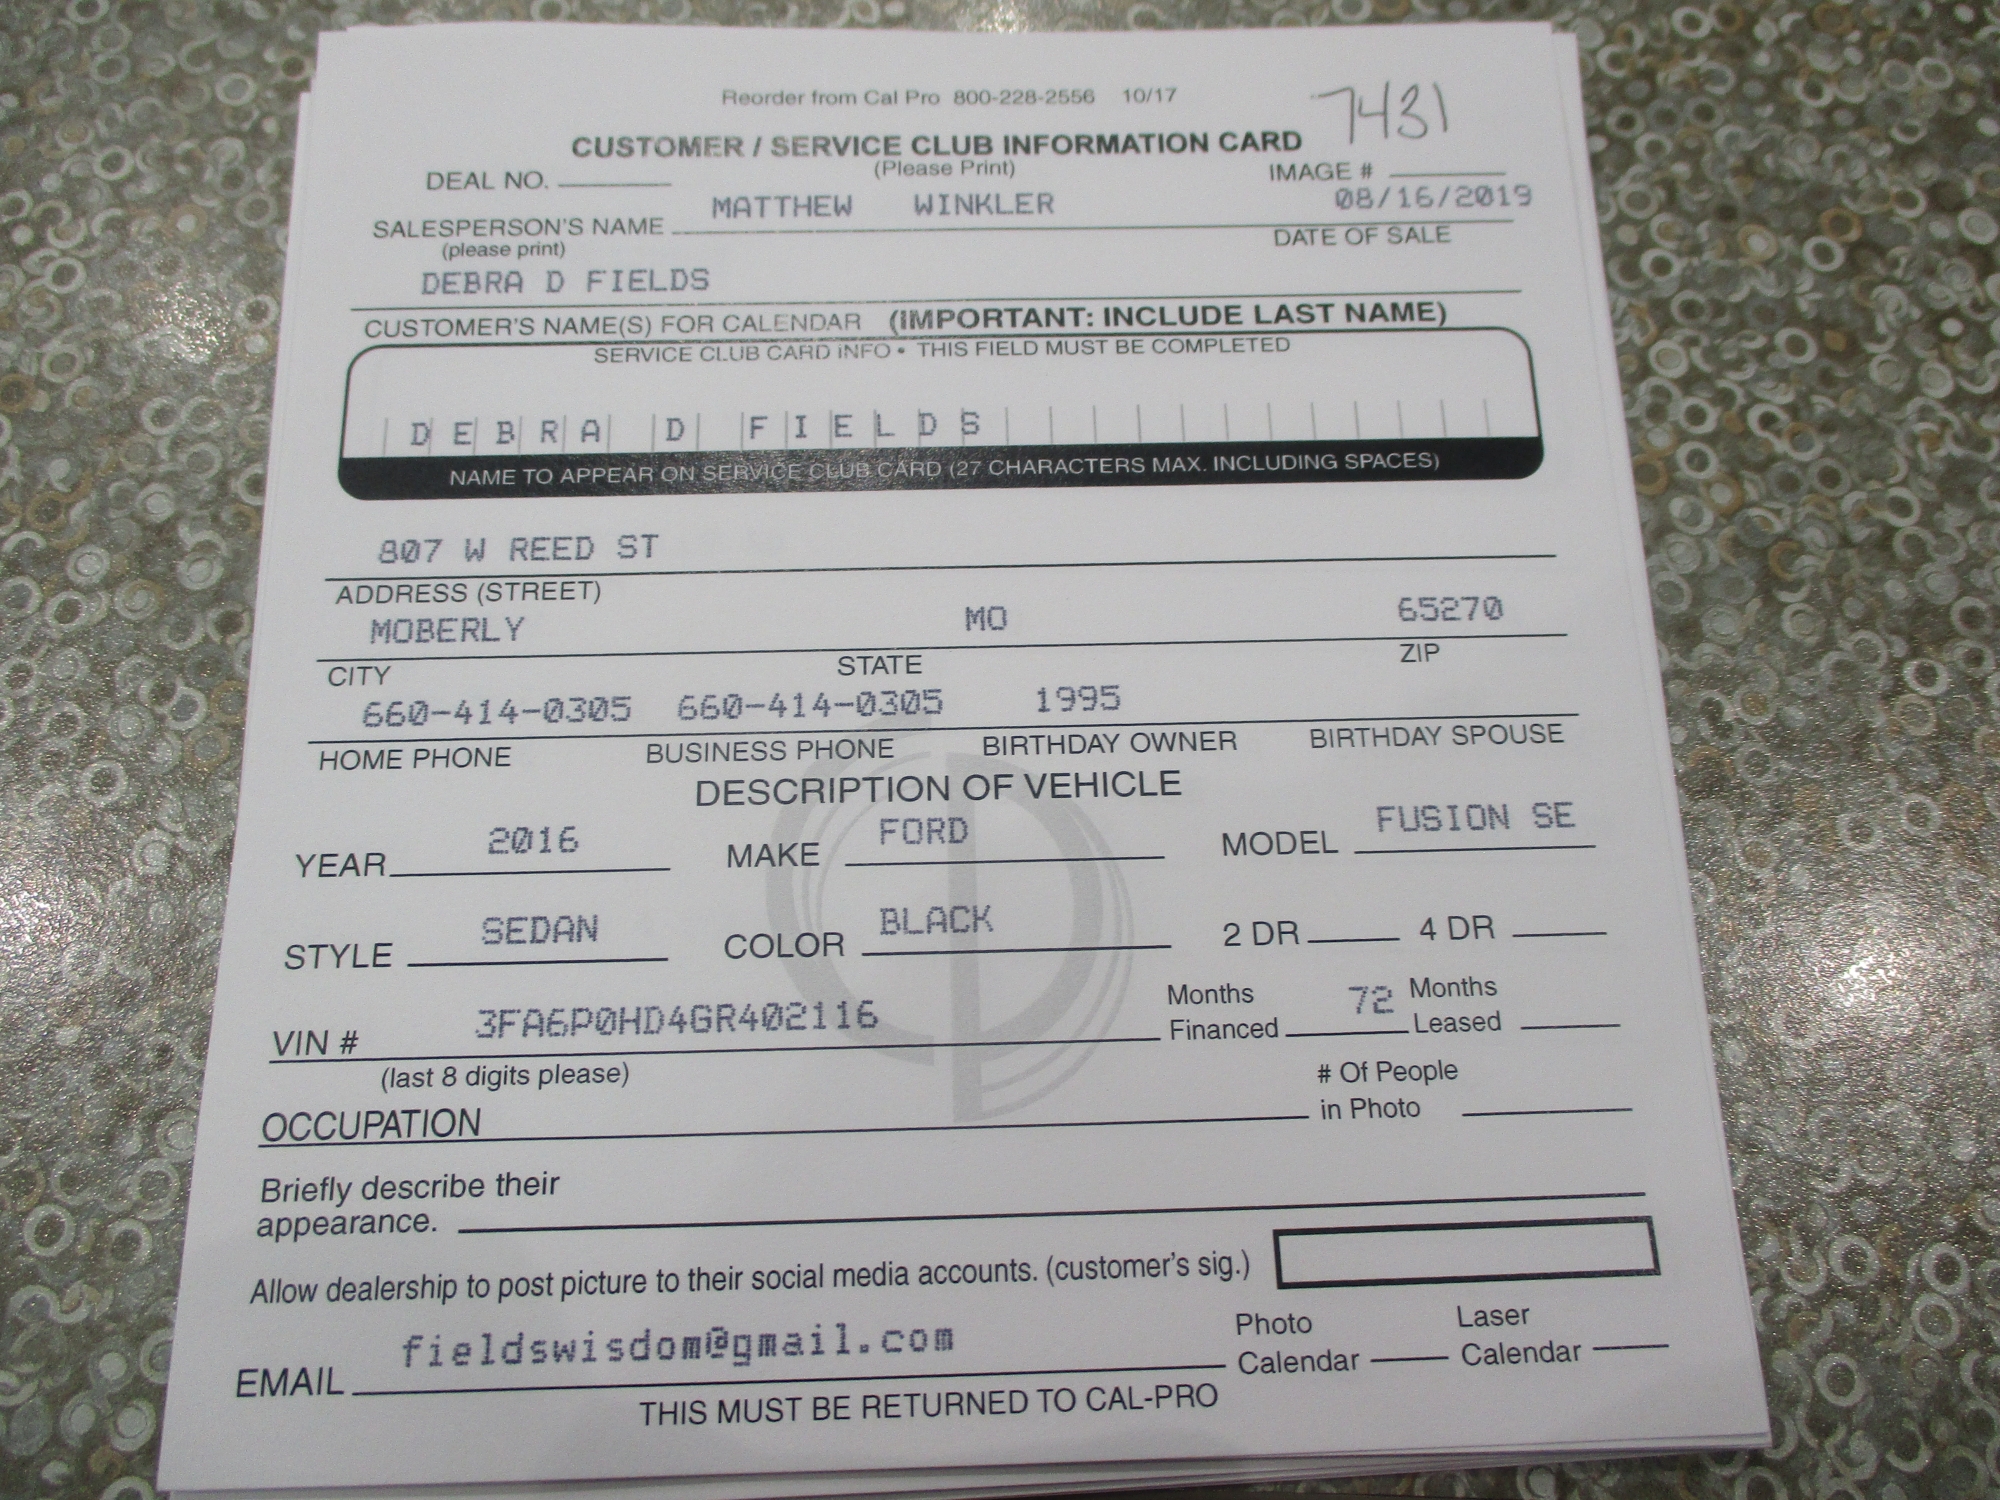 Reorder from Cal Pro 800-228-2556 10/17
7431
CUSTOMER / SERVICE CLUB INFORMATION CARD
(Please Print)
DEAL NO. IMAGE #
MATTHEW WINKLER 08/16/2019
SALESPERSON'S NAME DATE OF SALE
(please print)
DEBRA D FIELDS
CUSTOMER'S NAME(S) FOR CALENDAR (IMPORTANT: INCLUDE LAST NAME)
SERVICE CLUB CARD INFO • THIS FIELD MUST BE COMPLETED
DEBRA D FIELDS
NAME TO APPEAR ON SERVICE CLUB CARD (27 CHARACTERS MAX. INCLUDING SPACES)
807 W REED ST
ADDRESS (STREET)
MOBERLY MO 65270
CITY STATE ZIP
660-414-0305 660-414-0305 1995
HOME PHONE BUSINESS PHONE BIRTHDAY OWNER BIRTHDAY SPOUSE
DESCRIPTION OF VEHICLE
YEAR 2016 MAKE FORD MODEL FUSION SE
STYLE SEDAN COLOR BLACK 2 DR 4 DR
VIN # 3FA6P0HD4GR402116 Months Financed 72 Months Leased
(last 8 digits please)
OCCUPATION # Of People in Photo
Briefly describe their
appearance.
Allow dealership to post picture to their social media accounts. (customer's sig.)
EMAIL fieldswisdom@gmail.com Photo Calendar Laser Calendar
THIS MUST BE RETURNED TO CAL-PRO